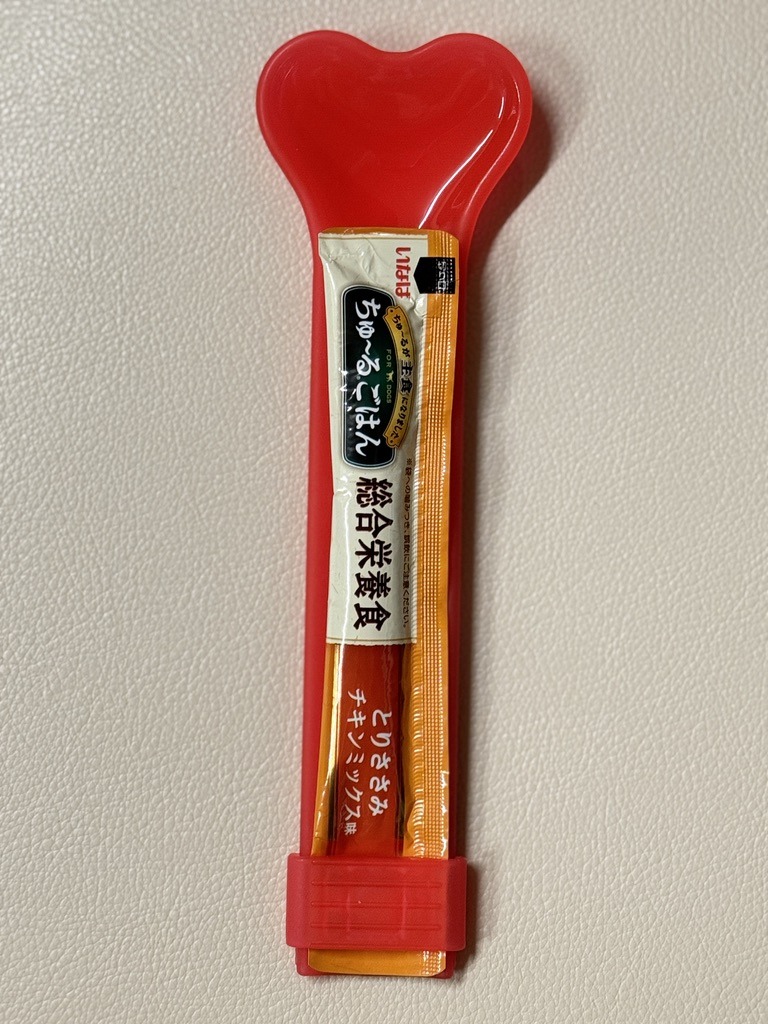 いなば
ちゅ〜るが主食になりました。
FOR DOGS
ちゅ〜るごはん
総合栄養食
とりささみ
チキンミックス味